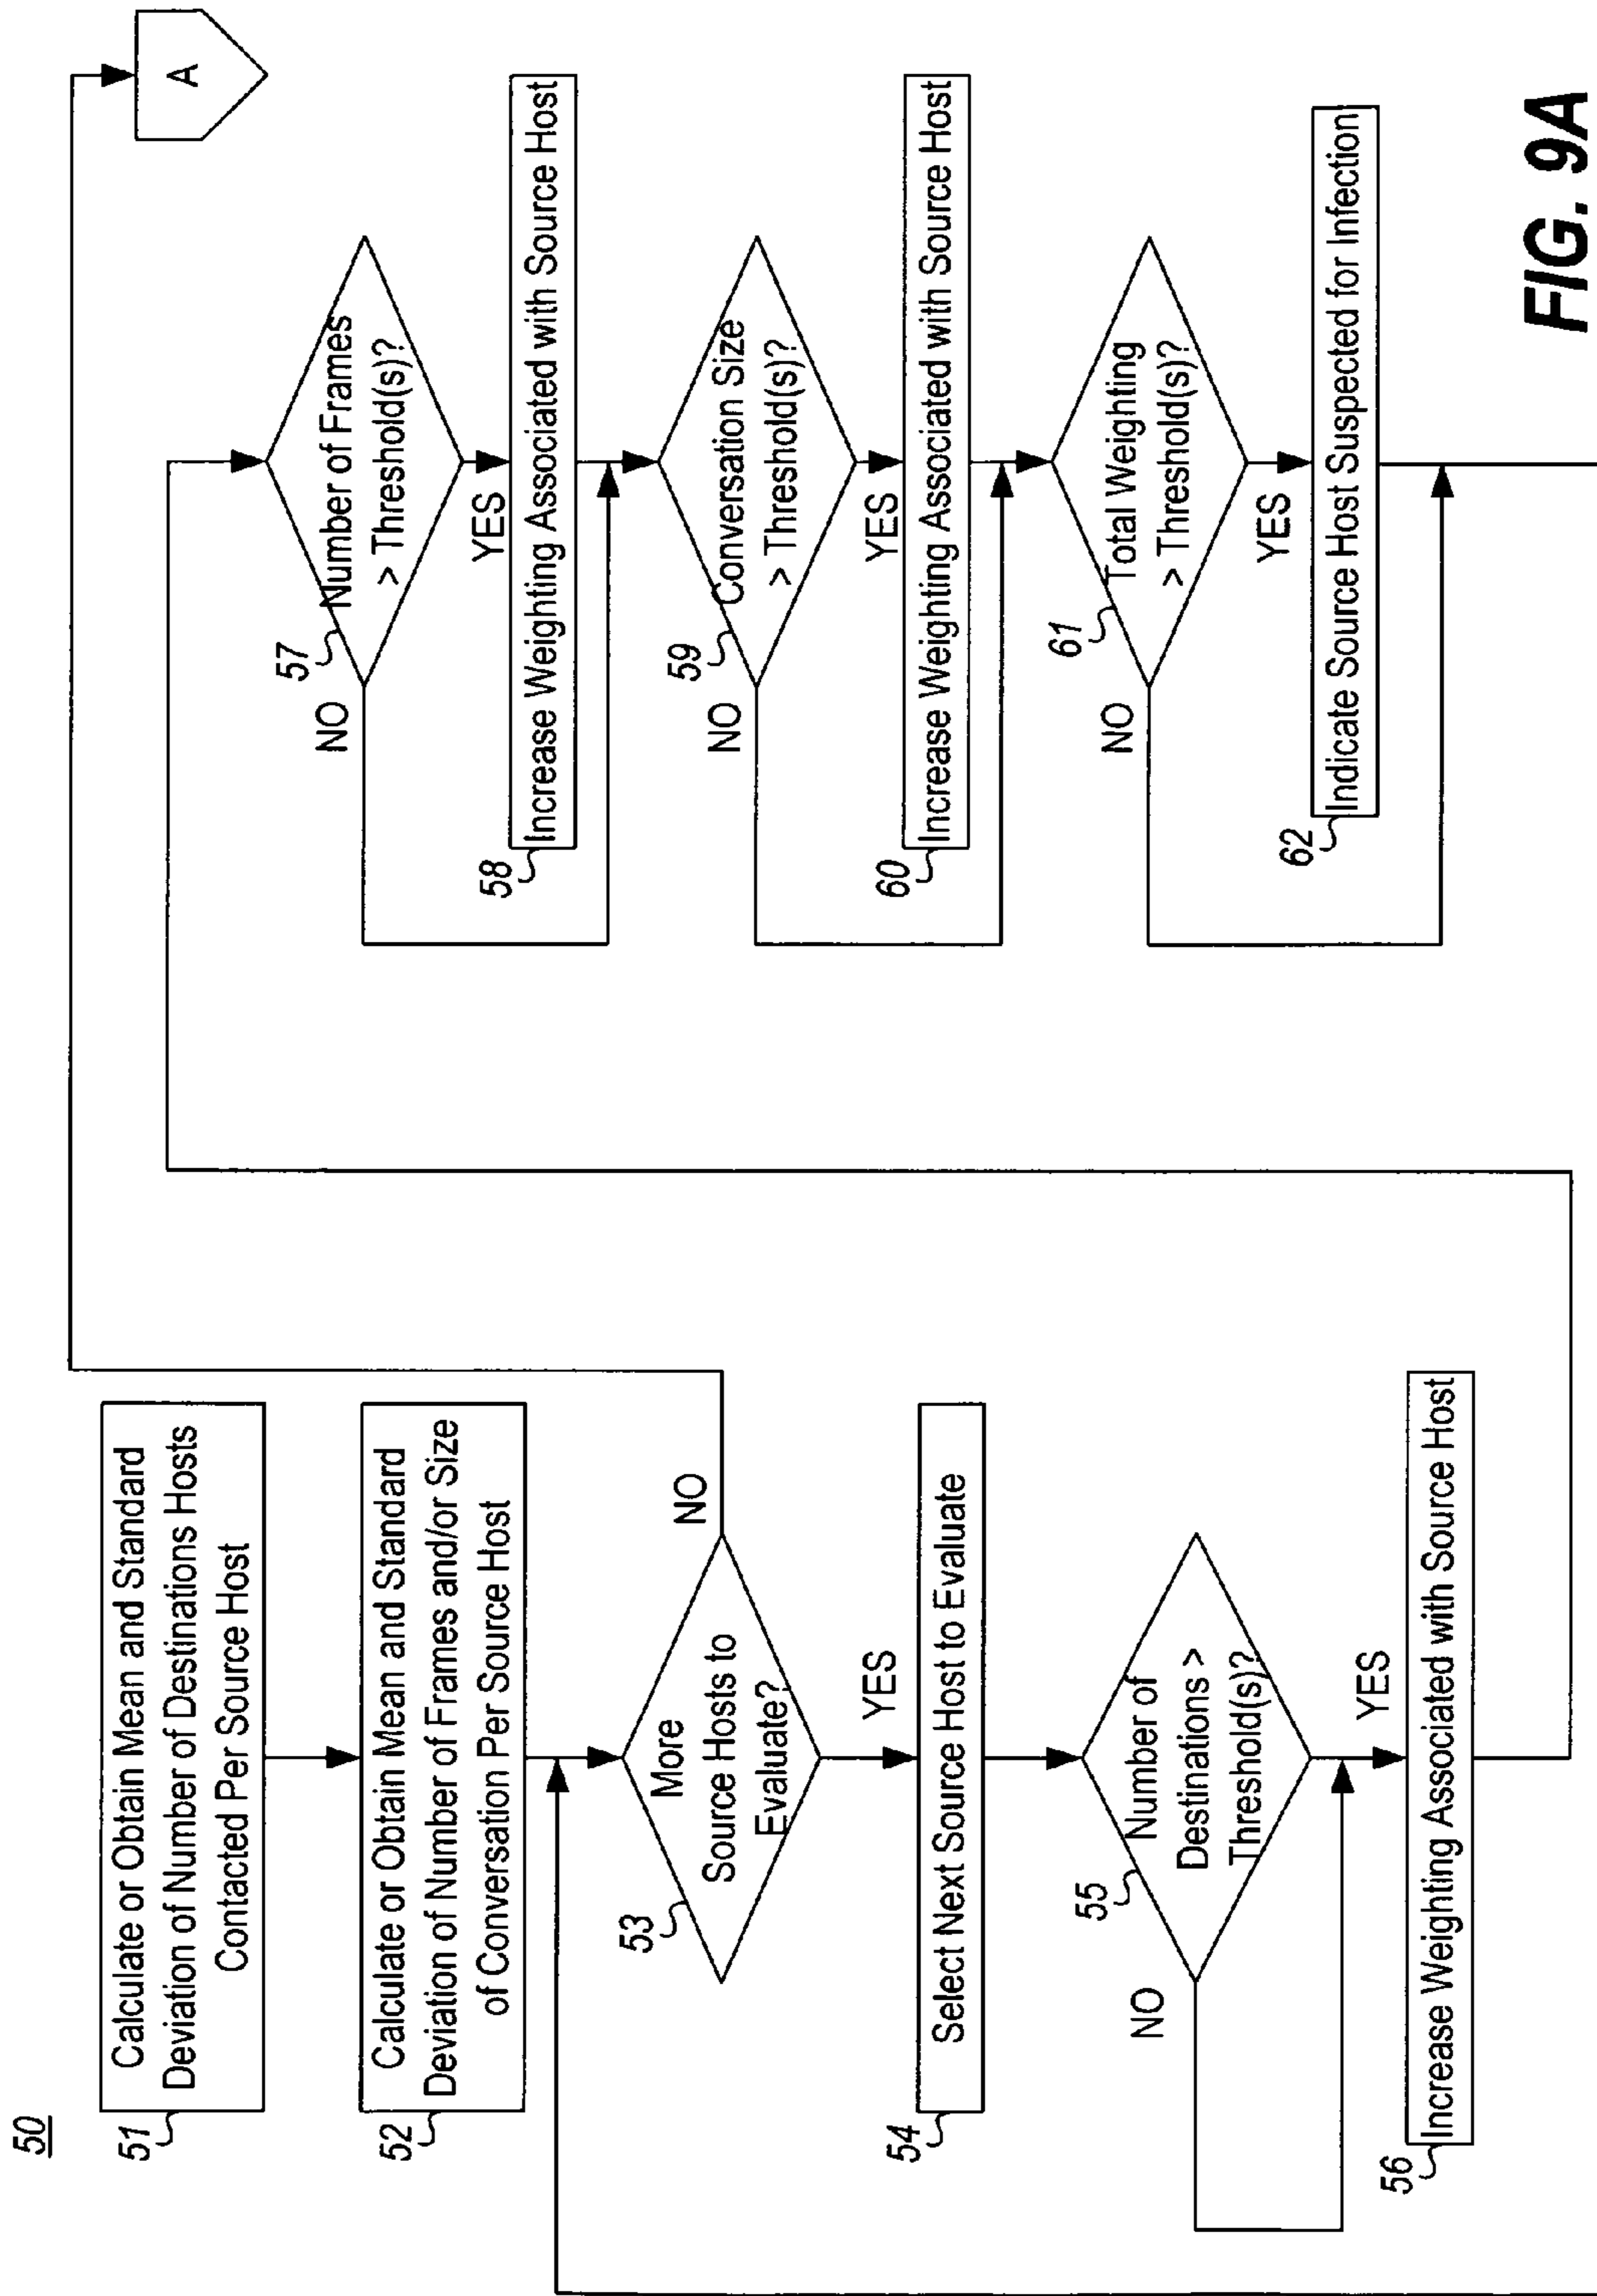 50
51
Calculate or Obtain Mean and Standard
Deviation of Number of Destinations Hosts
Contacted Per Source Host
52
Calculate or Obtain Mean and Standard
Deviation of Number of Frames and/or Size
of Conversation Per Source Host
53
More
Source Hosts to
Evaluate?
NO
YES
54
Select Next Source Host to Evaluate
55
Number of
Destinations >
Threshold(s)?
NO
YES
56
Increase Weighting Associated with Source Host
A
57
Number of Frames
> Threshold(s)?
NO
YES
58
Increase Weighting Associated with Source Host
59
Conversation Size
> Threshold(s)?
NO
YES
60
Increase Weighting Associated with Source Host
61
Total Weighting
> Threshold(s)?
NO
YES
62
Indicate Source Host Suspected for Infection
FIG. 9A